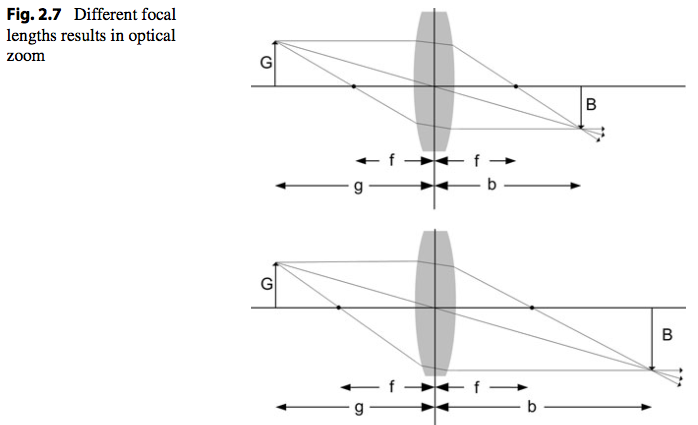 Fig. 2.7 Different focal
lengths results in optical
zoom
G
B
f f
g b
G
B
f f
g b